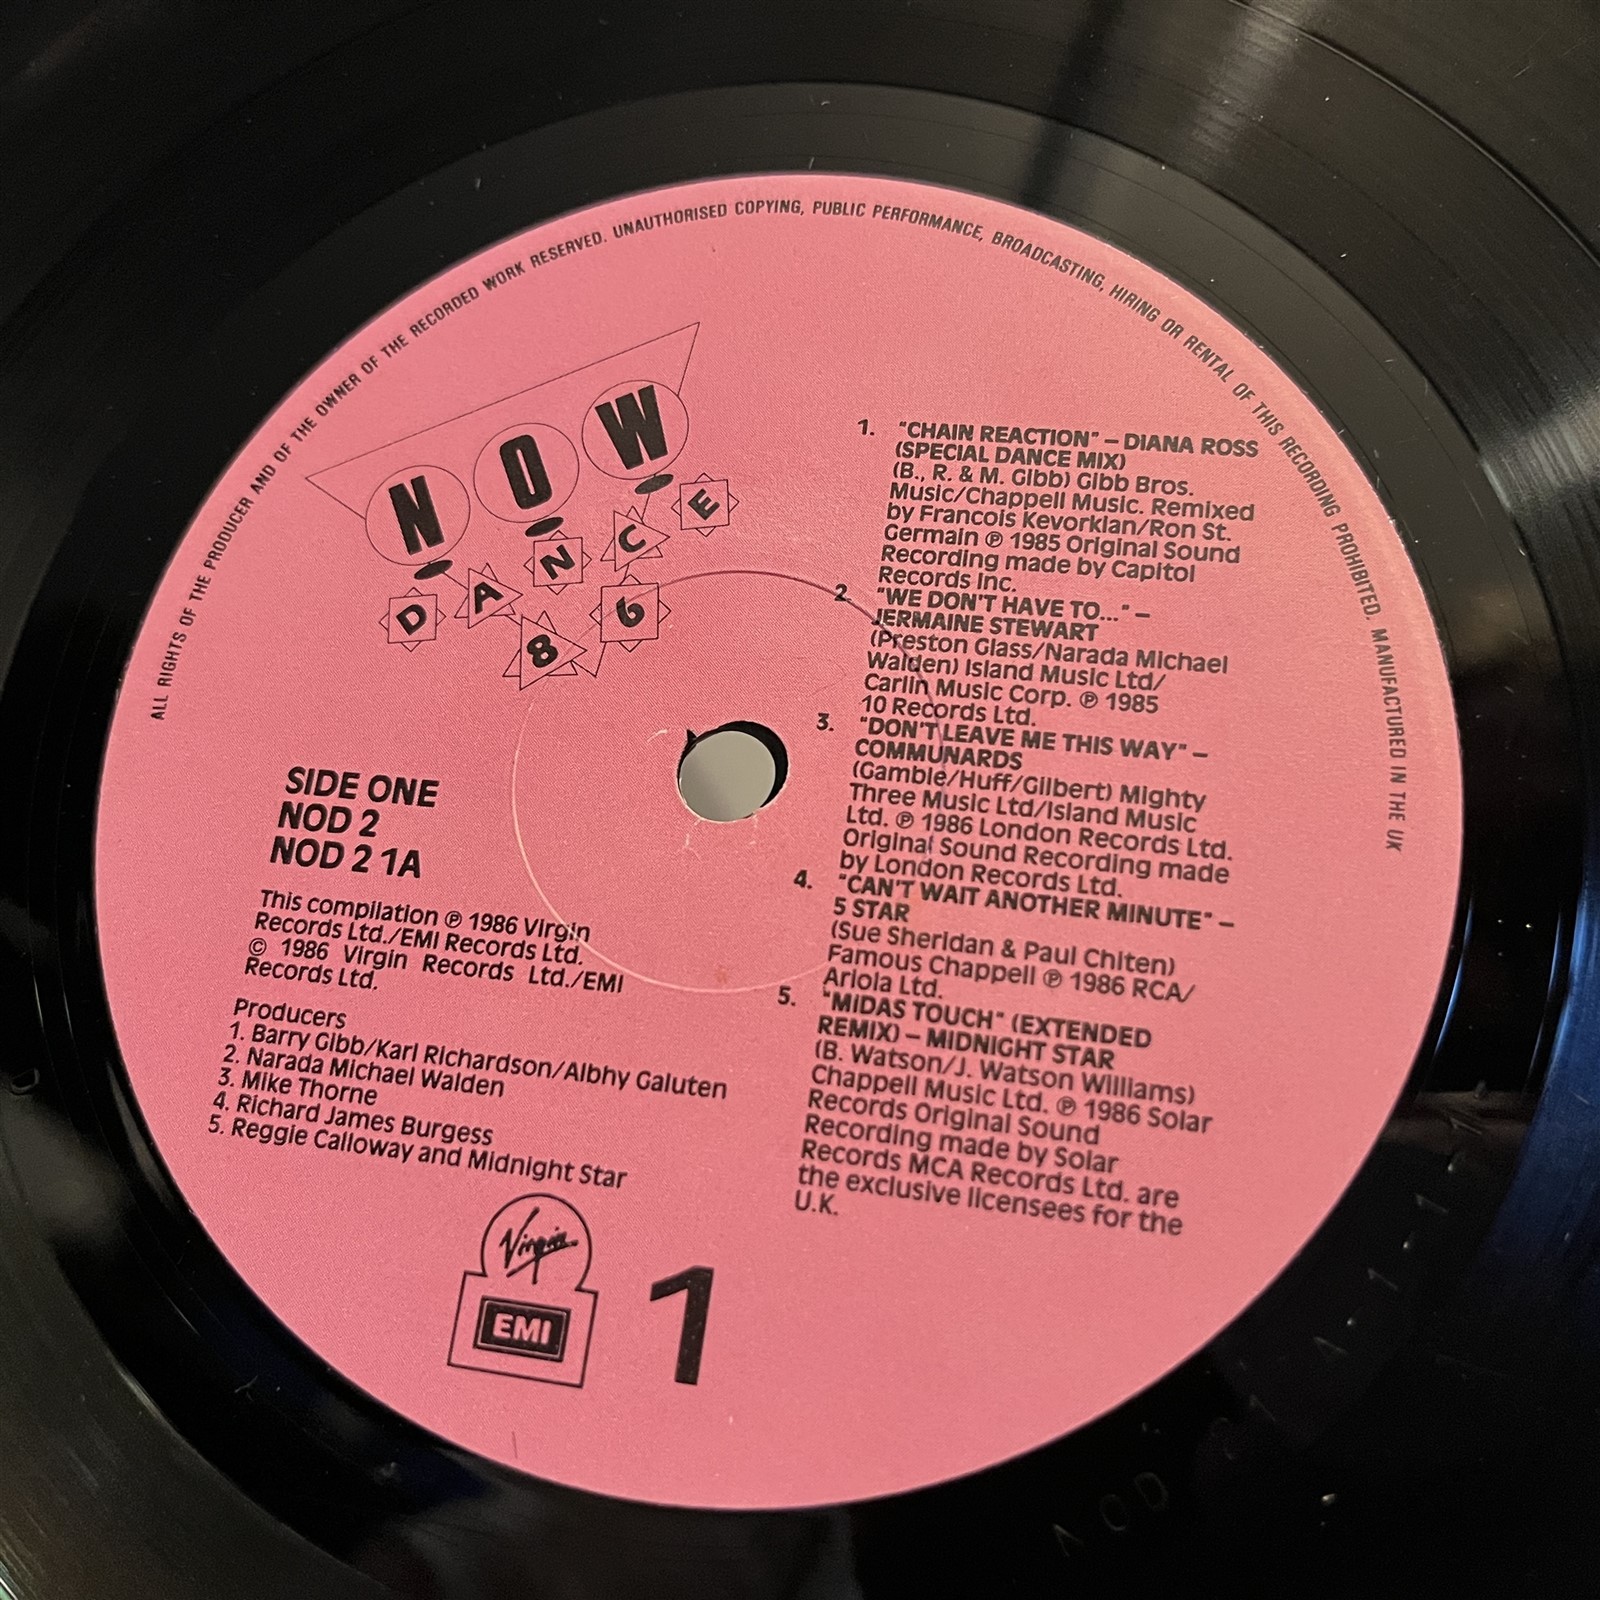 ALL RIGHTS OF THE PRODUCER AND OF THE OWNER OF THE RECORDED WORK RESERVED. UNAUTHORISED COPYING, PUBLIC PERFORMANCE, BROADCASTING, HIRING OR RENTAL OF THIS RECORDING PROHIBITED. MANUFACTURED IN THE UK
NOW
DANCE
86
SIDE ONE
NOD 2
NOD 2 1A
This compilation ℗ 1986 Virgin
Records Ltd./EMI Records Ltd.
© 1986 Virgin Records Ltd./EMI
Records Ltd.
Producers
1. Barry Gibb/Karl Richardson/Albhy Galuten
2. Narada Michael Walden
3. Mike Thorne
4. Richard James Burgess
5. Reggie Calloway and Midnight Star
Virgin
EMI
1
1. "CHAIN REACTION" – DIANA ROSS
(SPECIAL DANCE MIX)
(B., R. & M. Gibb) Gibb Bros.
Music/Chappell Music. Remixed
by Francois Kevorkian/Ron St.
Germain ℗ 1985 Original Sound
Recording made by Capitol
Records Inc.
2. "WE DON'T HAVE TO..." –
JERMAINE STEWART
(Preston Glass/Narada Michael
Walden) Island Music Ltd/
Carlin Music Corp. ℗ 1985
10 Records Ltd.
3. "DON'T LEAVE ME THIS WAY" –
COMMUNARDS
(Gamble/Huff/Gilbert) Mighty
Three Music Ltd/Island Music
Ltd. ℗ 1986 London Records Ltd.
Original Sound Recording made
by London Records Ltd.
4. "CAN'T WAIT ANOTHER MINUTE" –
5 STAR
(Sue Sheridan & Paul Chiten)
Famous Chappell ℗ 1986 RCA/
Ariola Ltd.
5. "MIDAS TOUCH" (EXTENDED
REMIX) – MIDNIGHT STAR
(B. Watson/J. Watson Williams)
Chappell Music Ltd. ℗ 1986 Solar
Records Original Sound
Recording made by Solar
Records MCA Records Ltd. are
the exclusive licensees for the
U.K.